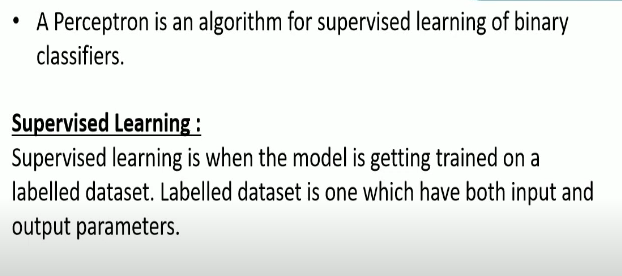 • A Perceptron is an algorithm for supervised learning of binary
classifiers.
Supervised Learning :
Supervised learning is when the model is getting trained on a
labelled dataset. Labelled dataset is one which have both input and
output parameters.